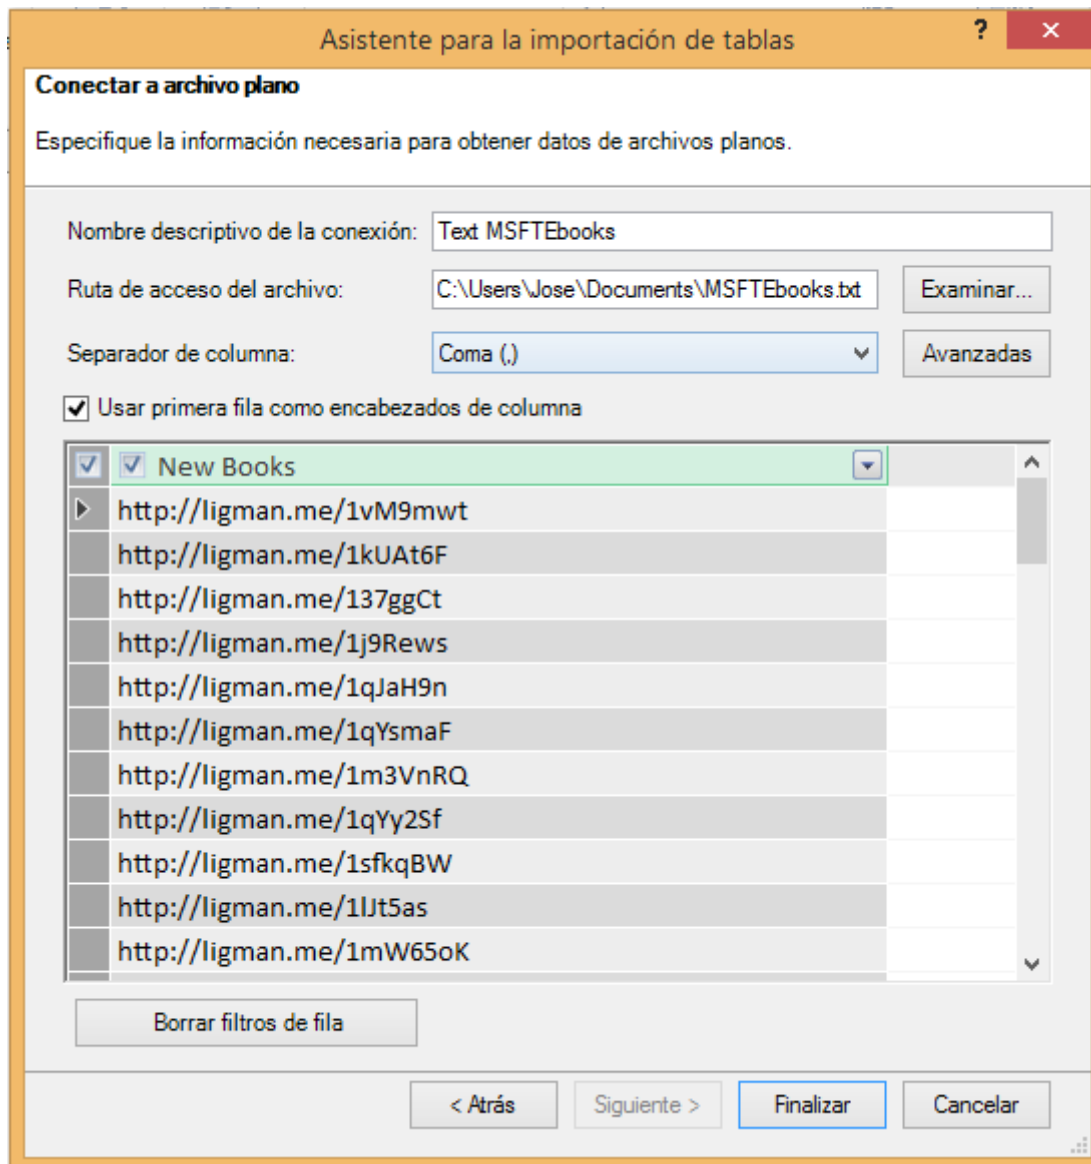 Asistente para la importación de tablas
?
Conectar a archivo plano
Especifique la información necesaria para obtener datos de archivos planos.
Nombre descriptivo de la conexión: Text MSFTEbooks
Ruta de acceso del archivo: C:\Users\Jose\Documents\MSFTEbooks.txt Examinar...
Separador de columna: Coma (,) Avanzadas
Usar primera fila como encabezados de columna
New Books
http://ligman.me/1vM9mwt
http://ligman.me/1kUAt6F
http://ligman.me/137ggCt
http://ligman.me/1j9Rews
http://ligman.me/1qJaH9n
http://ligman.me/1qYsmaF
http://ligman.me/1m3VnRQ
http://ligman.me/1qYy2Sf
http://ligman.me/1sfkqBW
http://ligman.me/1lJt5as
http://ligman.me/1mW65oK
Borrar filtros de fila
< Atrás Siguiente > Finalizar Cancelar